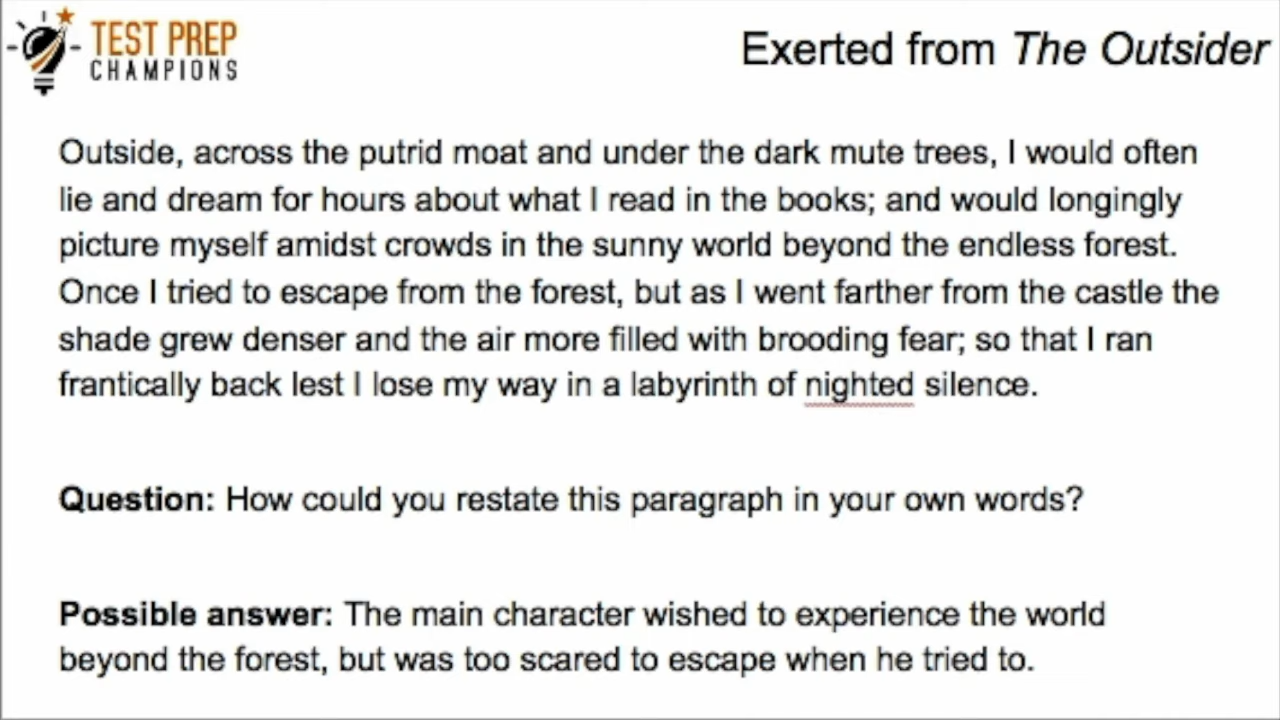 TEST PREP
CHAMPIONS
Exerted from The Outsider
Outside, across the putrid moat and under the dark mute trees, I would often
lie and dream for hours about what I read in the books; and would longingly
picture myself amidst crowds in the sunny world beyond the endless forest.
Once I tried to escape from the forest, but as I went farther from the castle the
shade grew denser and the air more filled with brooding fear; so that I ran
frantically back lest I lose my way in a labyrinth of nighted silence.
Question: How could you restate this paragraph in your own words?
Possible answer: The main character wished to experience the world
beyond the forest, but was too scared to escape when he tried to.